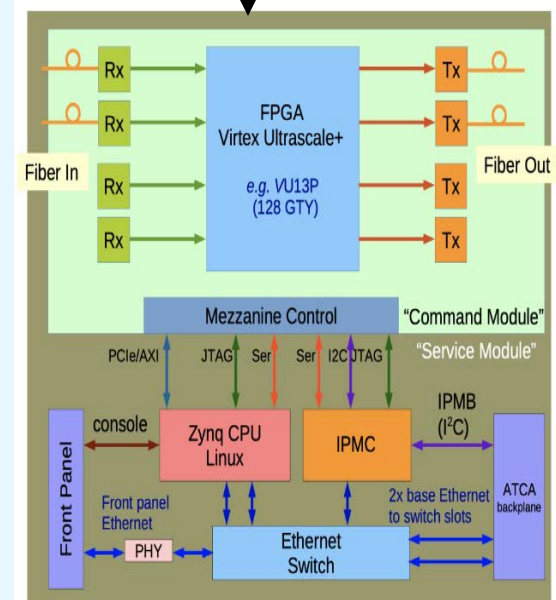 Rx
Tx
FPGA
Virtex Ultrascale+
Rx
Tx
Fiber In
Fiber Out
Rx
e.g. VU13P
(128 GTY)
Tx
Rx
Tx
Mezzanine Control
“Command Module”
“Service Module”
PCIe/AXI
JTAG
Ser
Ser
I2C
JTAG
Front Panel
console
Zynq CPU
Linux
IPMC
IPMB
(I²C)
ATCA
backplane
Front panel
Ethernet
2x base Ethernet
to switch slots
PHY
Ethernet
Switch